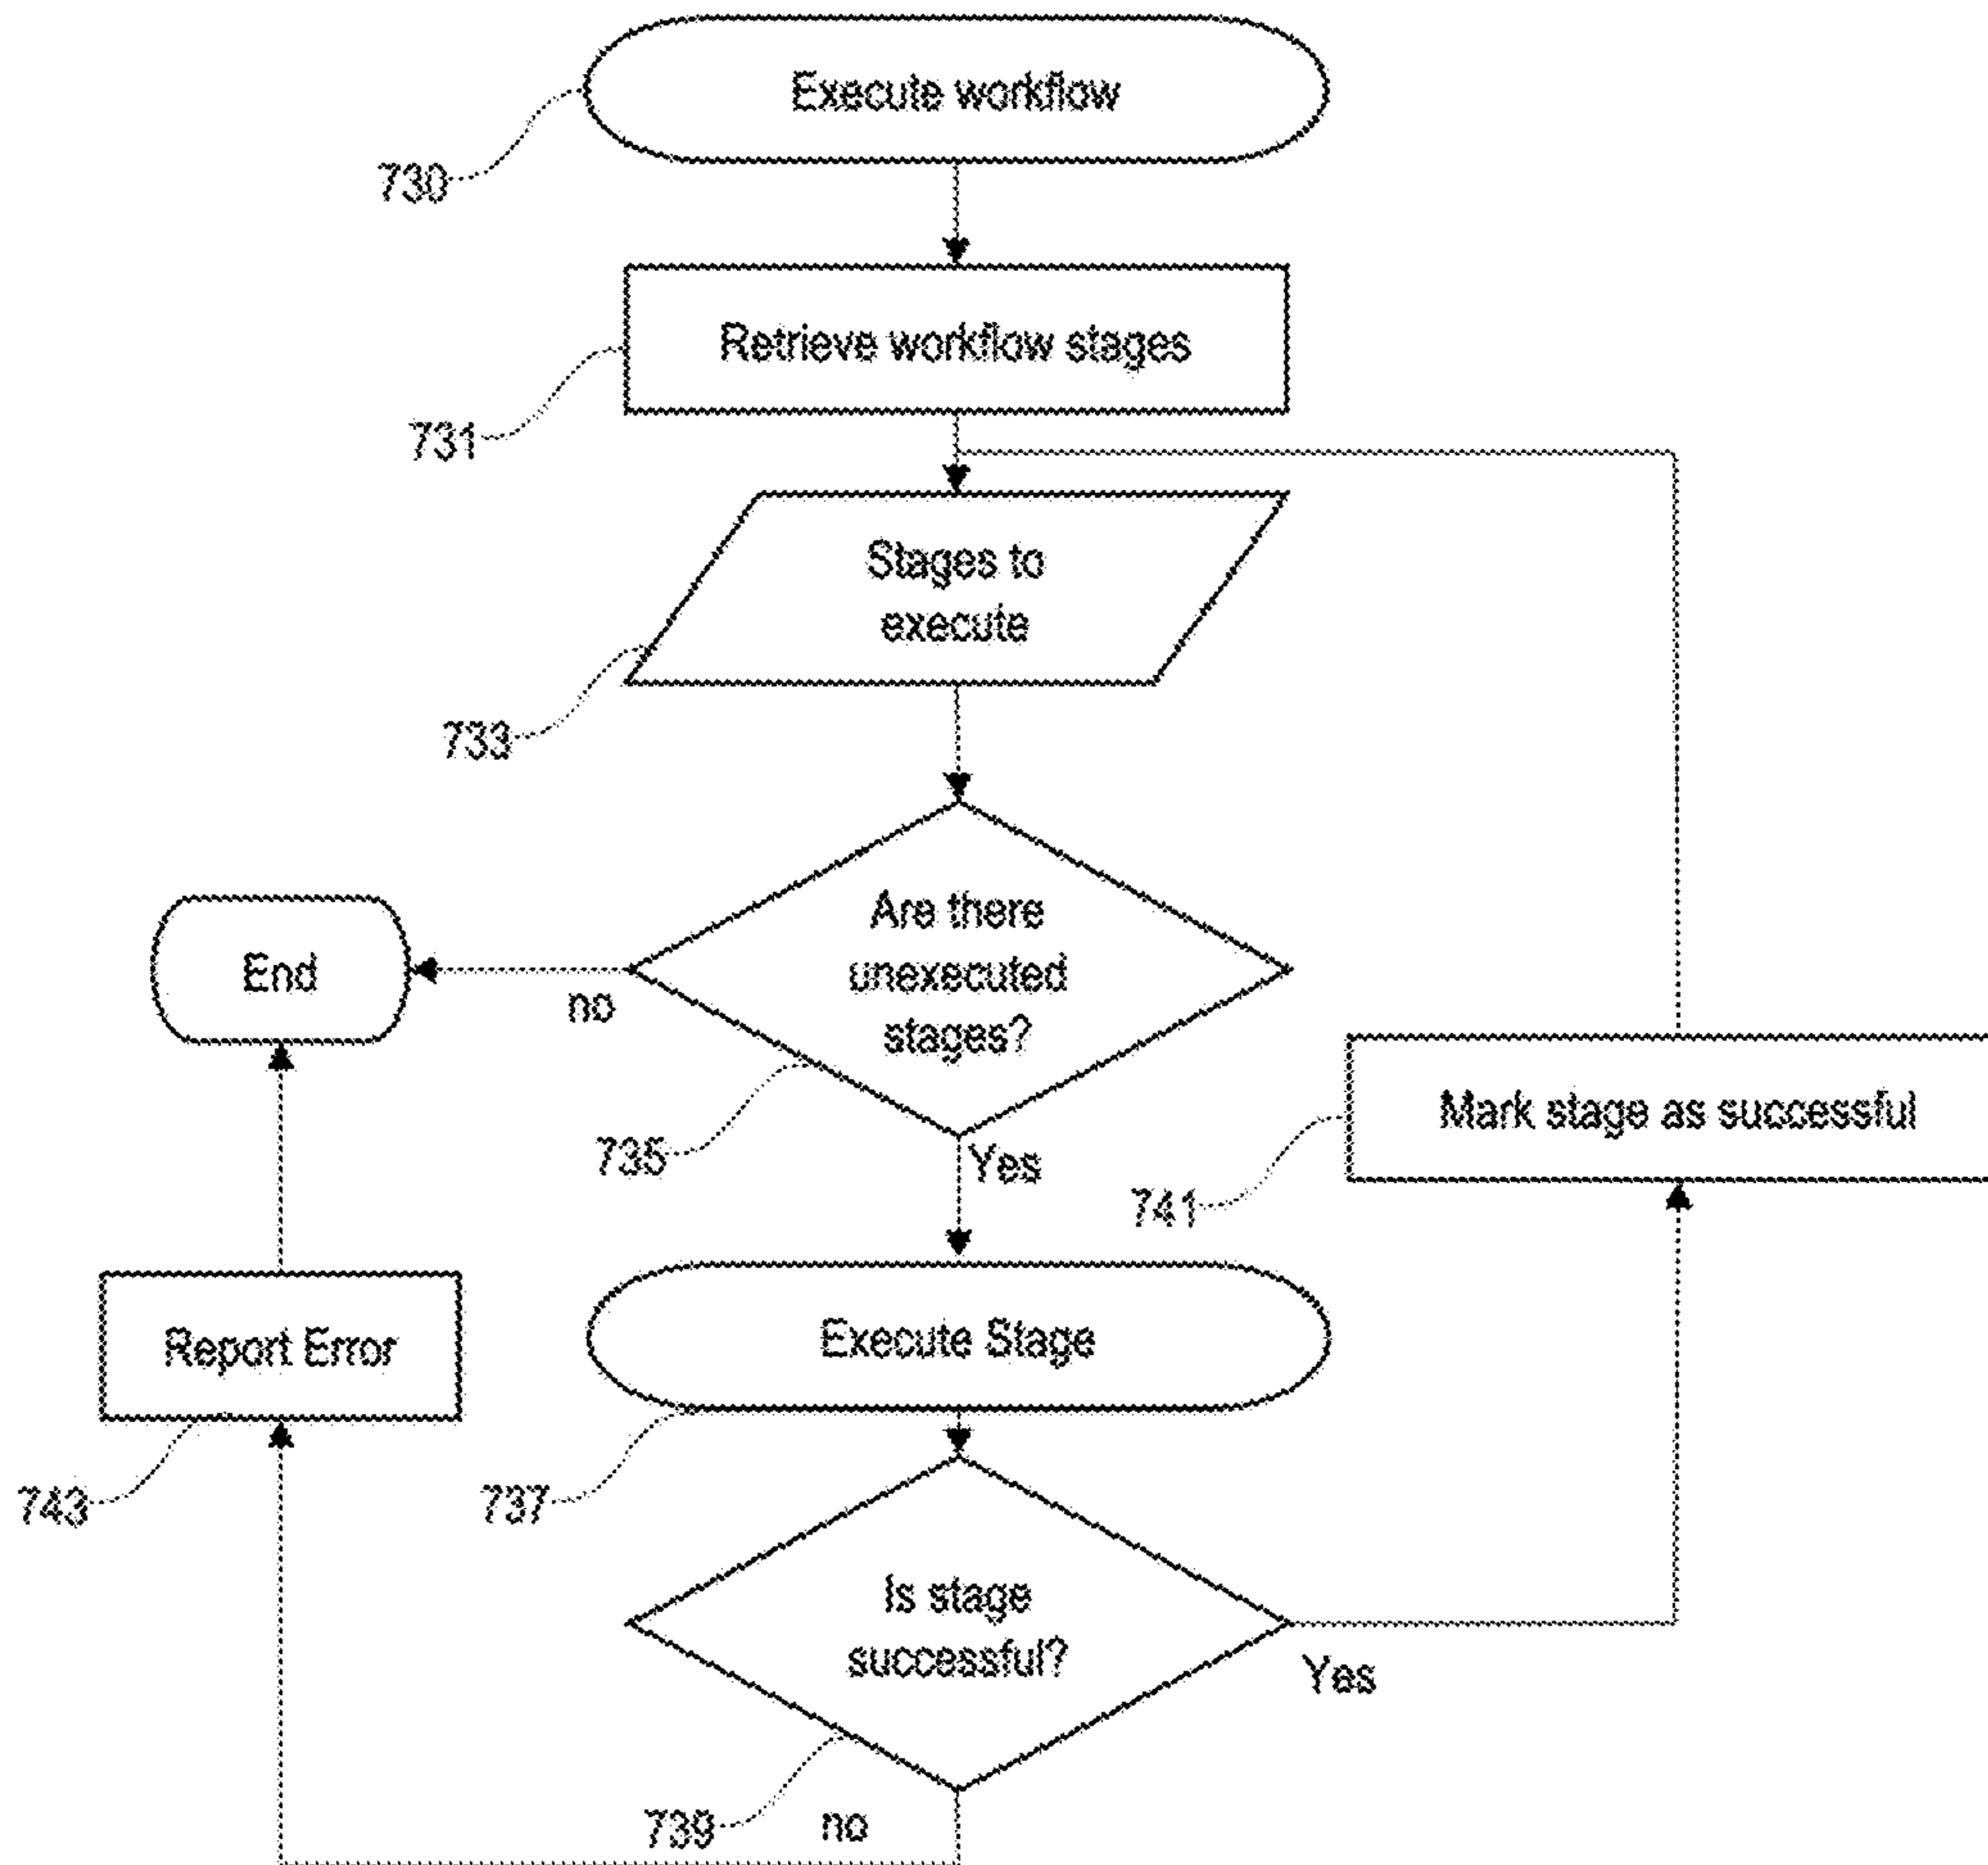 Execute workflow
730
Retrieve workflow stages
731
Stages to
execute
733
Are there
unexecuted
stages?
End
no
735
Yes
Mark stage as successful
741
Execute Stage
Report Error
743
737
Is stage
successful?
Yes
739
no